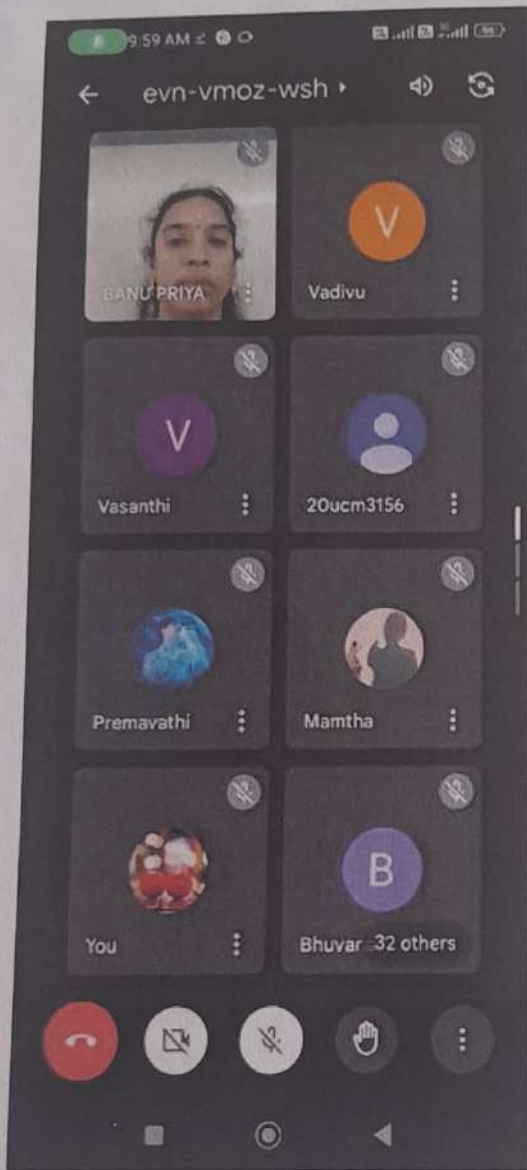 9.59 AM
evn-vmoz-wsh
BANU PRIYA
V
Vadivu
V
Vasanthi
20ucm3156
Premavathi
Mamtha
You
B
Bhuvar 32 others